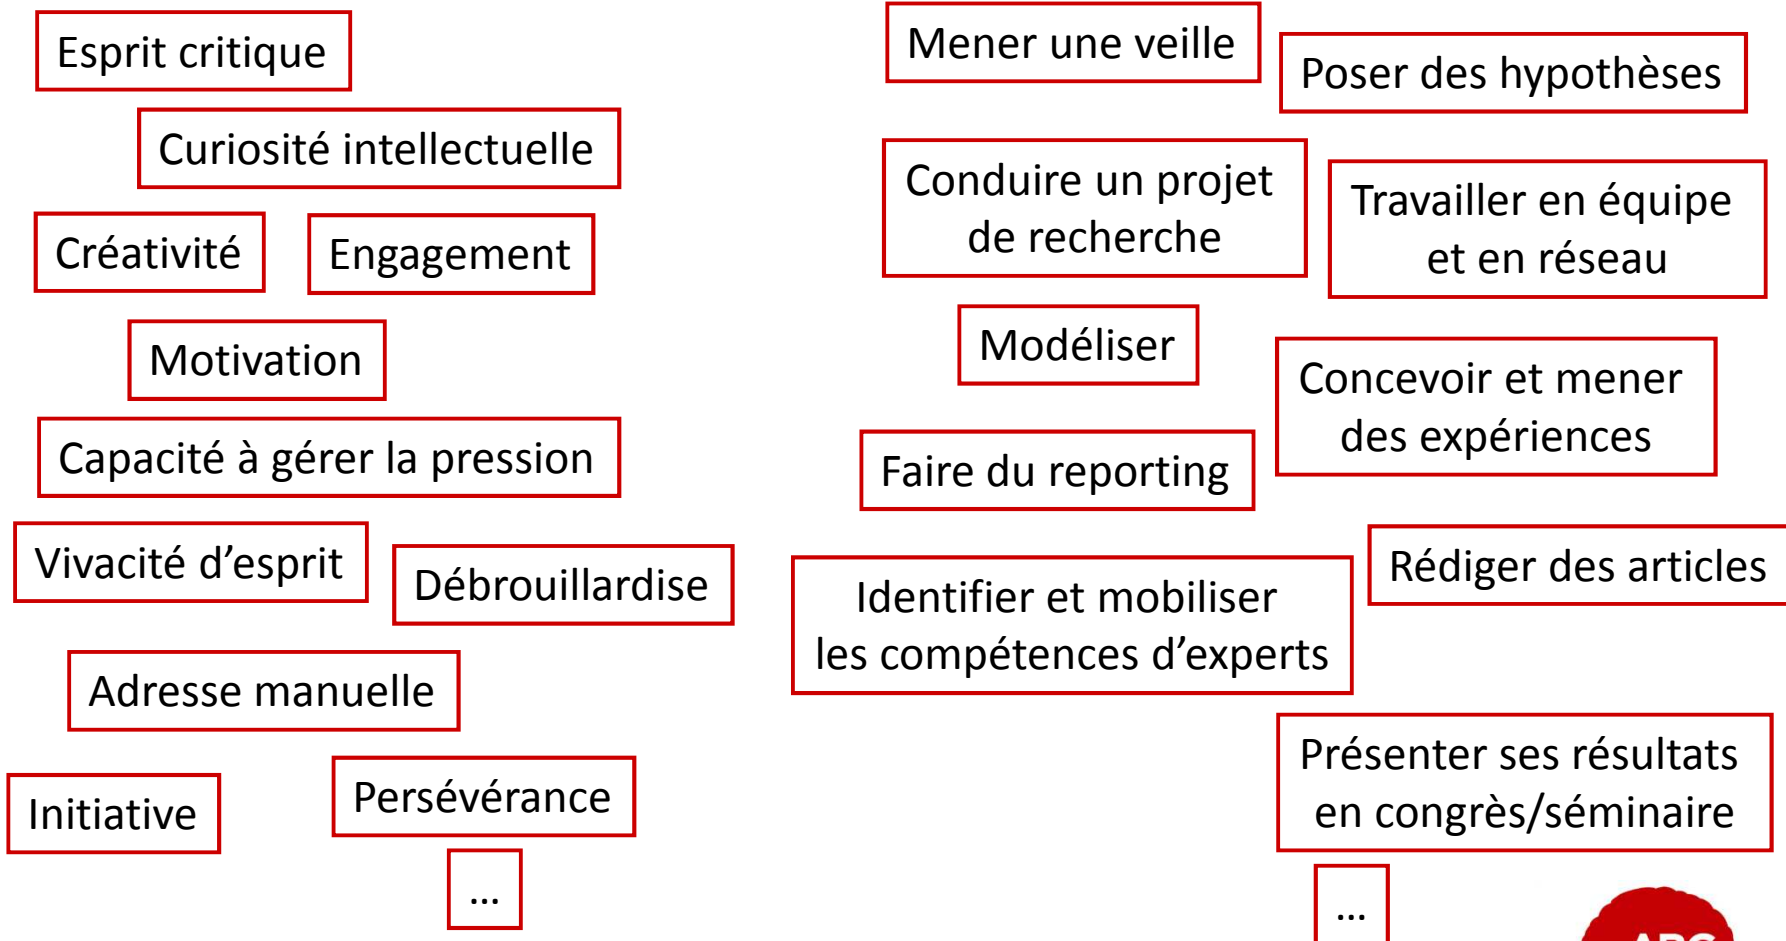 Esprit critique
Curiosité intellectuelle
Créativité
Engagement
Motivation
Capacité à gérer la pression
Vivacité d’esprit
Débrouillardise
Adresse manuelle
Initiative
Persévérance
...
Mener une veille
Poser des hypothèses
Conduire un projet
de recherche
Travailler en équipe
et en réseau
Modéliser
Concevoir et mener
des expériences
Faire du reporting
Rédiger des articles
Identifier et mobiliser
les compétences d’experts
Présenter ses résultats
en congrès/séminaire
...